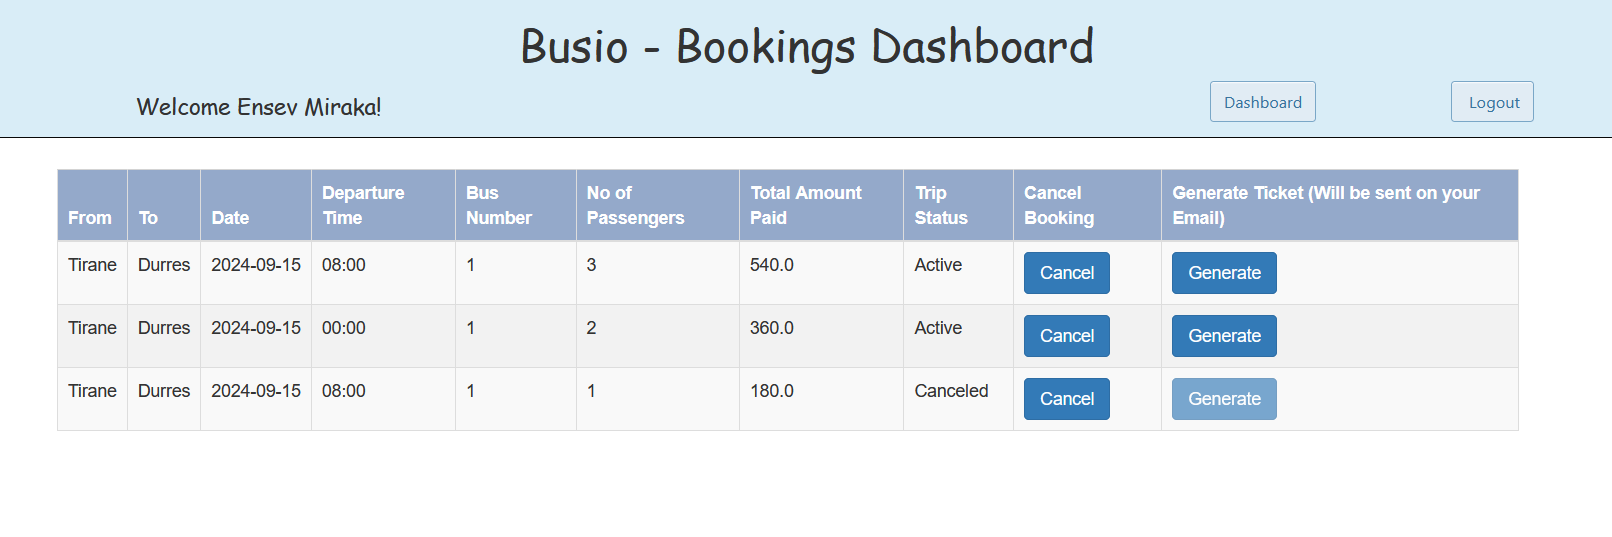 Busio - Bookings Dashboard
Welcome Ensev Miraka!
Dashboard
Logout
From To Date Departure Time Bus Number No of Passengers Total Amount Paid Trip Status Cancel Booking Generate Ticket (Will be sent on your Email)
Tirane Durres 2024-09-15 08:00 1 3 540.0 Active Cancel Generate
Tirane Durres 2024-09-15 00:00 1 2 360.0 Active Cancel Generate
Tirane Durres 2024-09-15 08:00 1 1 180.0 Canceled Cancel Generate